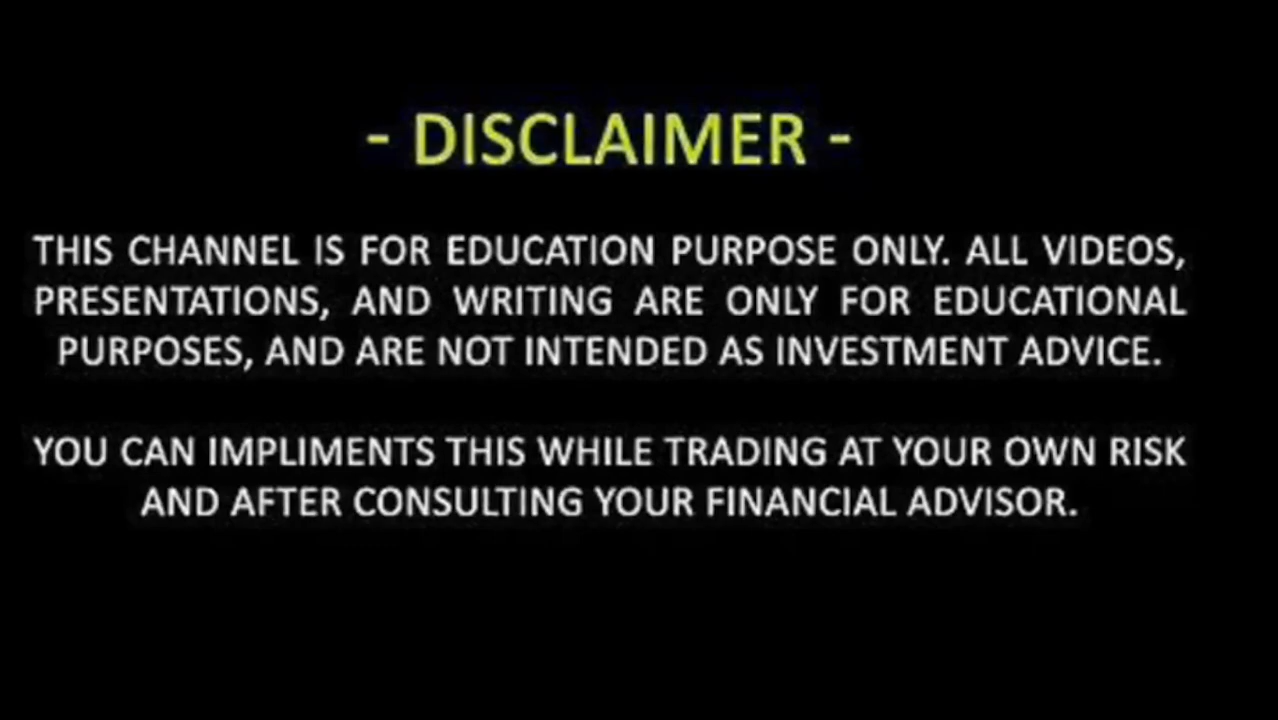 - DISCLAIMER -
THIS CHANNEL IS FOR EDUCATION PURPOSE ONLY. ALL VIDEOS,
PRESENTATIONS, AND WRITING ARE ONLY FOR EDUCATIONAL
PURPOSES, AND ARE NOT INTENDED AS INVESTMENT ADVICE.
YOU CAN IMPLIMENTS THIS WHILE TRADING AT YOUR OWN RISK
AND AFTER CONSULTING YOUR FINANCIAL ADVISOR.